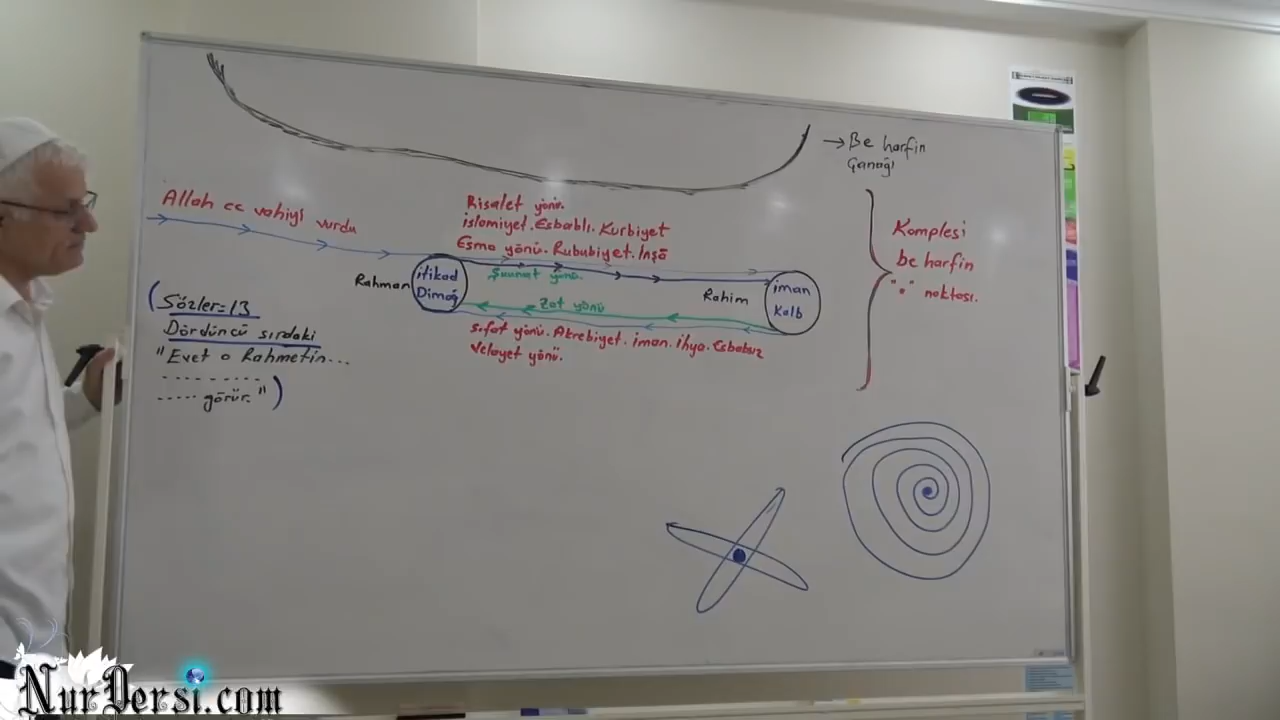 → Be harfin
Çanağı
Allah cc vahiyi vurdu
Risalet yönü.
islamiyet. Esbablı. Kurbiyet
Esma yönü. Rububiyet. İnşâ
Şuunat yönü.
Rahman
itikad
Dimağ
Zat yönü
Rahim
iman
Kalb
sıfat yönü. Akrebiyet. iman. ihya. Esbabsız
Velayet yönü.
Komplesi
be harfin
"." noktası.
(Sözler=13
Dördüncü sırdaki
"Evet o Rahmetin...
----------
----- görür.")
NurDersi.com